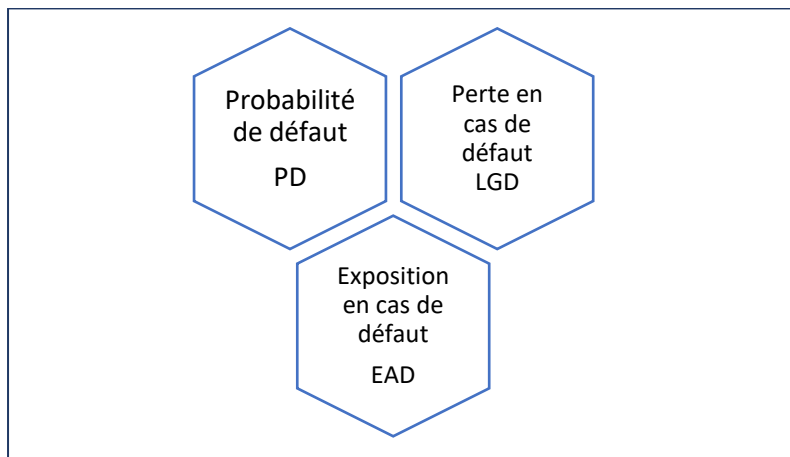 Probabilité
de défaut
PD
Perte en
cas de
défaut
LGD
Exposition
en cas de
défaut
EAD